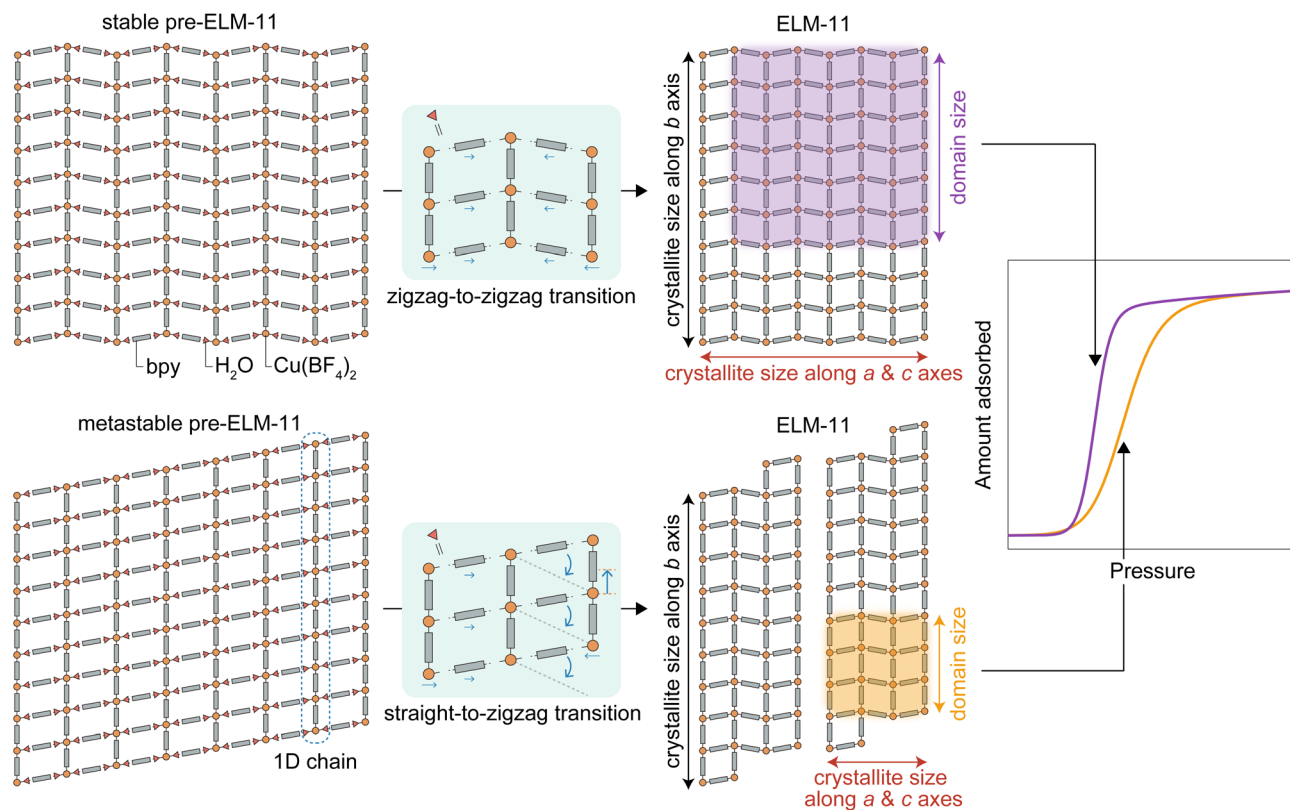 stable pre-ELM-11
bpy
H₂O
Cu(BF₄)₂
zigzag-to-zigzag transition
ELM-11
crystallite size along b axis
domain size
crystallite size along a & c axes
metastable pre-ELM-11
1D chain
straight-to-zigzag transition
ELM-11
crystallite size along b axis
domain size
crystallite size
along a & c axes
Amount adsorbed
Pressure